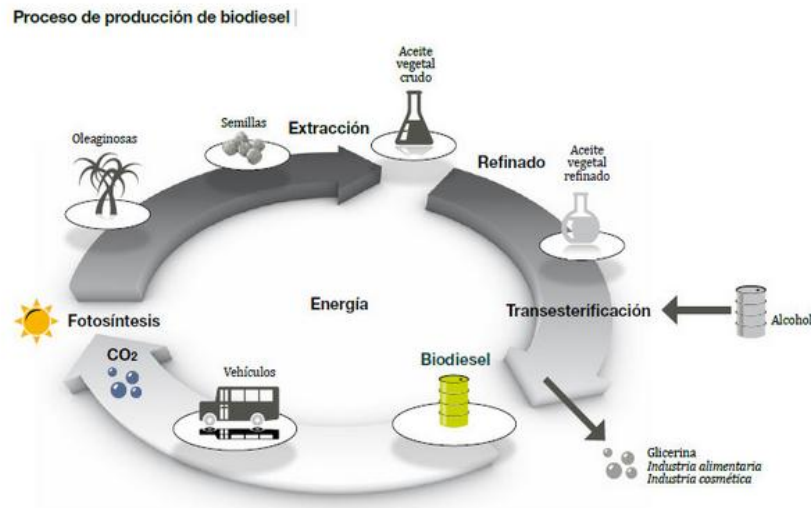 Proceso de producción de biodiesel
Aceite
vegetal
crudo
Semillas
Extracción
Oleaginosas
Refinado
Aceite
vegetal
refinado
Energía
Fotosíntesis
Transesterificación
Alcohol
CO₂
Vehículos
Biodiesel
Glicerina
Industria alimentaria
Industria cosmética